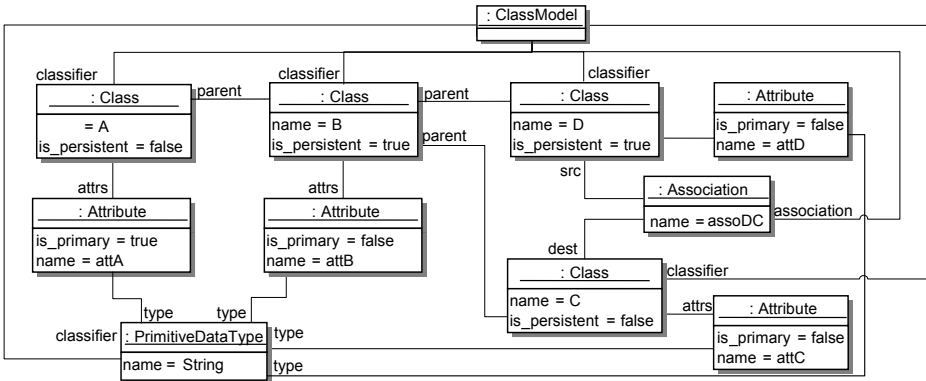 : ClassModel
classifier
classifier
classifier
: Class
= A
is_persistent = false
parent
: Class
name = B
is_persistent = true
parent
parent
: Class
name = D
is_persistent = true
: Attribute
is_primary = false
name = attD
attrs
attrs
src
: Attribute
is_primary = true
name = attA
: Attribute
is_primary = false
name = attB
: Association
name = assoDC
association
dest
: Class
name = C
is_persistent = false
classifier
attrs
: Attribute
is_primary = false
name = attC
type
type
classifier
: PrimitiveDataType
name = String
type
type